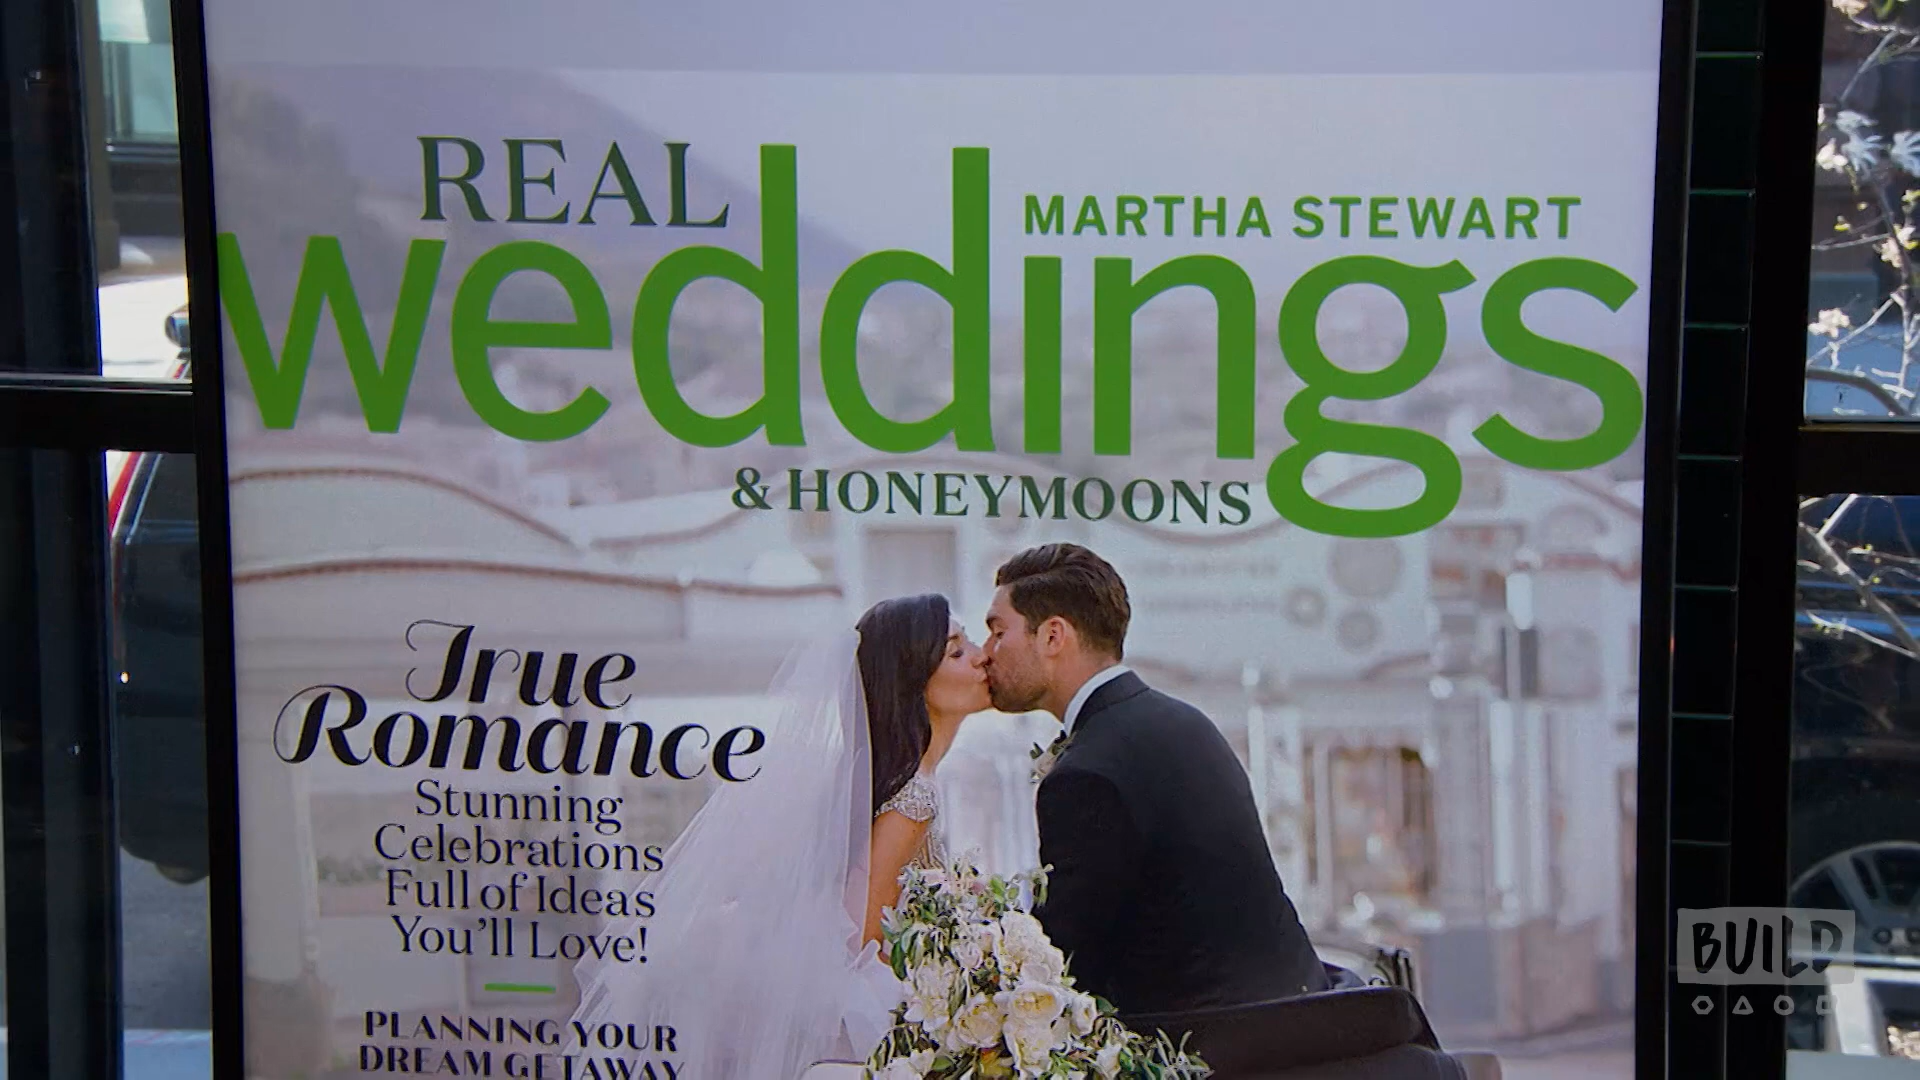 REAL
MARTHA STEWART
weddings
& HONEYMOONS
True
Romance
Stunning
Celebrations
Full of Ideas
You'll Love!
PLANNING YOUR
DREAM GETAWAY
BUILD